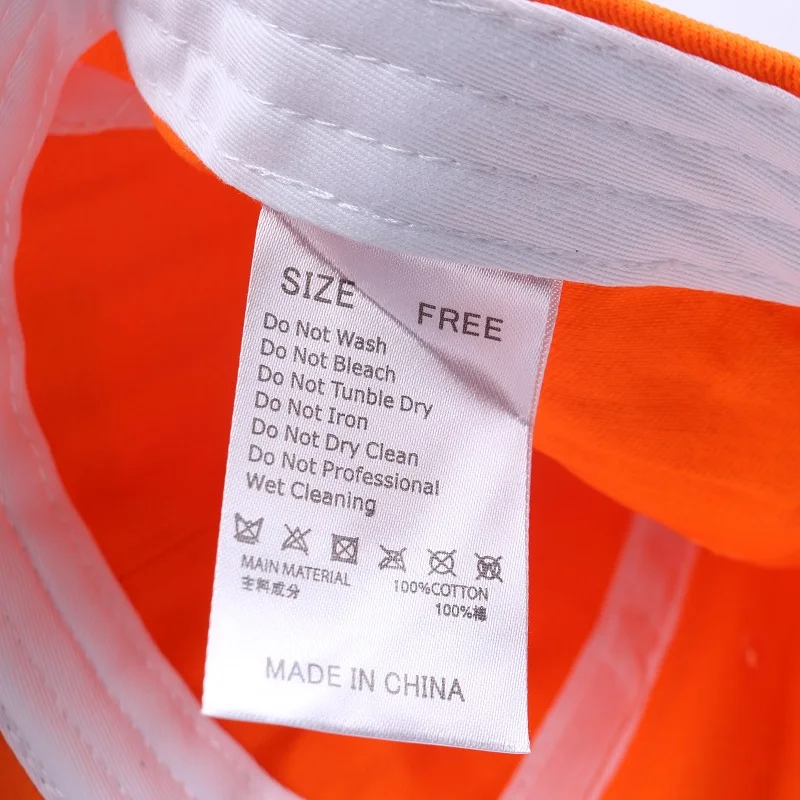 SIZE FREE
Do Not Wash
Do Not Bleach
Do Not Tunble Dry
Do Not Iron
Do Not Dry Clean
Do Not Professional
Wet Cleaning
MAIN MATERIAL 100%COTTON
主料成分 100%棉
MADE IN CHINA